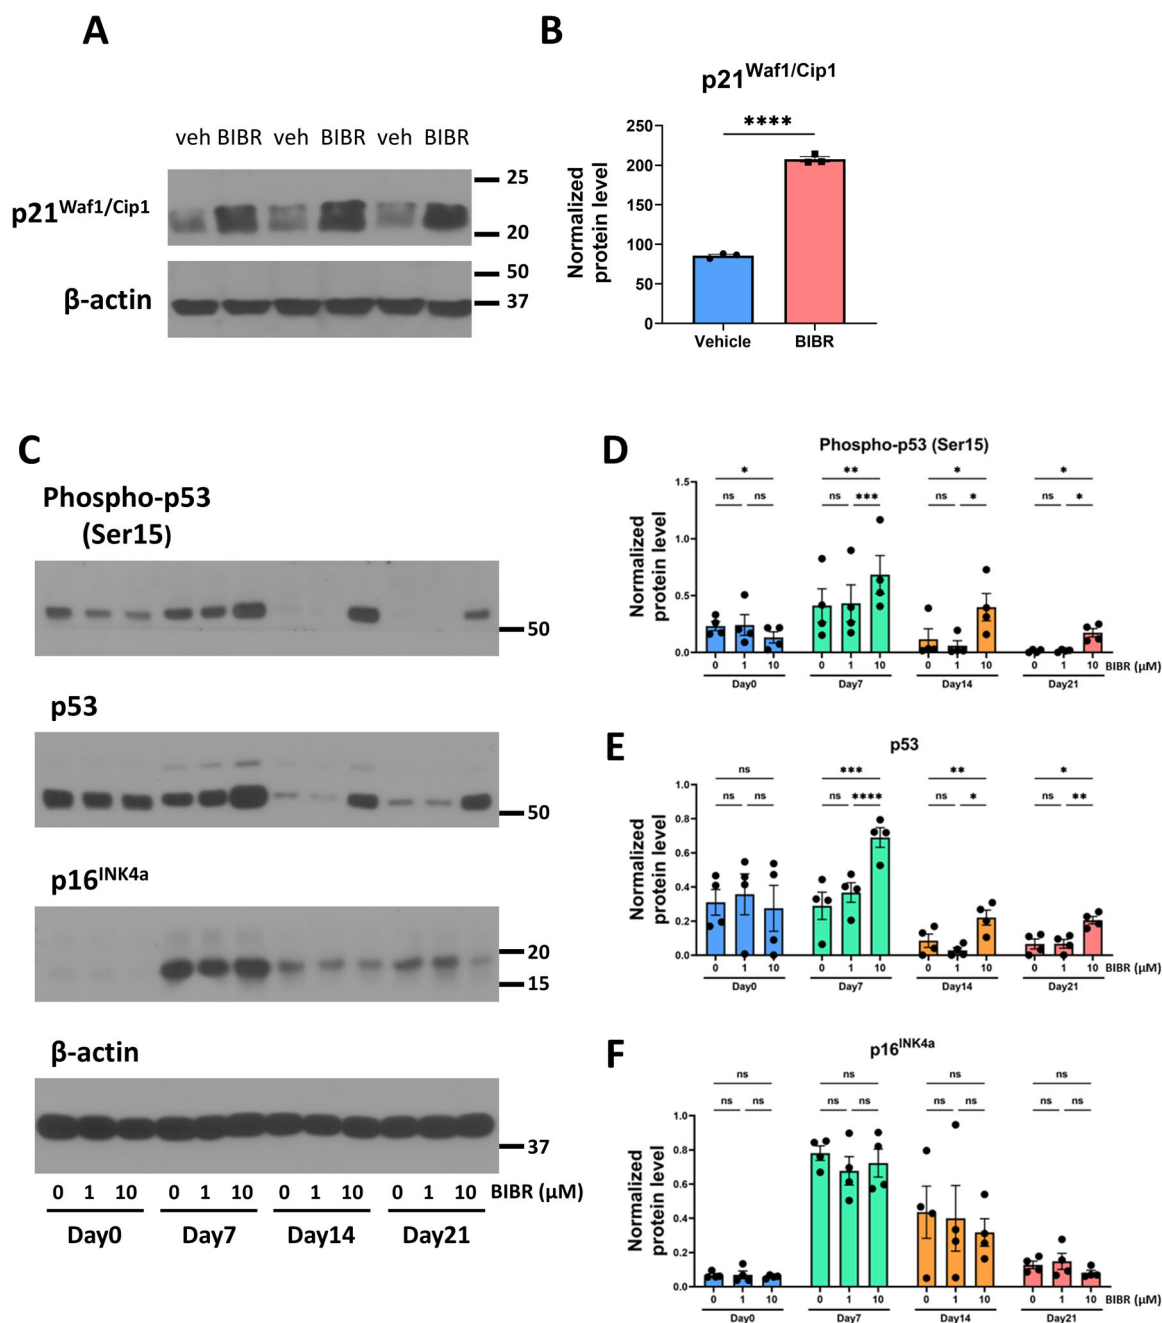 A
veh BIBR veh BIBR veh BIBR
p21Waf1/Cip1
25
20
β-actin
50
37
B
p21Waf1/Cip1
****
Normalized
protein level
250
200
150
100
50
0
Vehicle BIBR
C
Phospho-p53
(Ser15)
50
p53
50
p16INK4a
20
15
β-actin
37
0 1 10 0 1 10 0 1 10 0 1 10 BIBR (μM)
Day0 Day7 Day14 Day21
D
Phospho-p53 (Ser15)
* ** * *
ns ns ns *** ns * ns *
Normalized
protein level
1.5
1.0
0.5
0.0
0 1 10 0 1 10 0 1 10 0 1 10 BIBR (μM)
Day0 Day7 Day14 Day21
E
p53
ns *** ** *
ns ns ns **** ns * ns **
Normalized
protein level
1.0
0.8
0.6
0.4
0.2
0.0
0 1 10 0 1 10 0 1 10 0 1 10 BIBR (μM)
Day0 Day7 Day14 Day21
F
p16INK4a
ns ns ns ns
ns ns ns ns ns ns ns ns
Normalized
protein level
1.0
0.8
0.6
0.4
0.2
0.0
0 1 10 0 1 10 0 1 10 0 1 10 BIBR (μM)
Day0 Day7 Day14 Day21